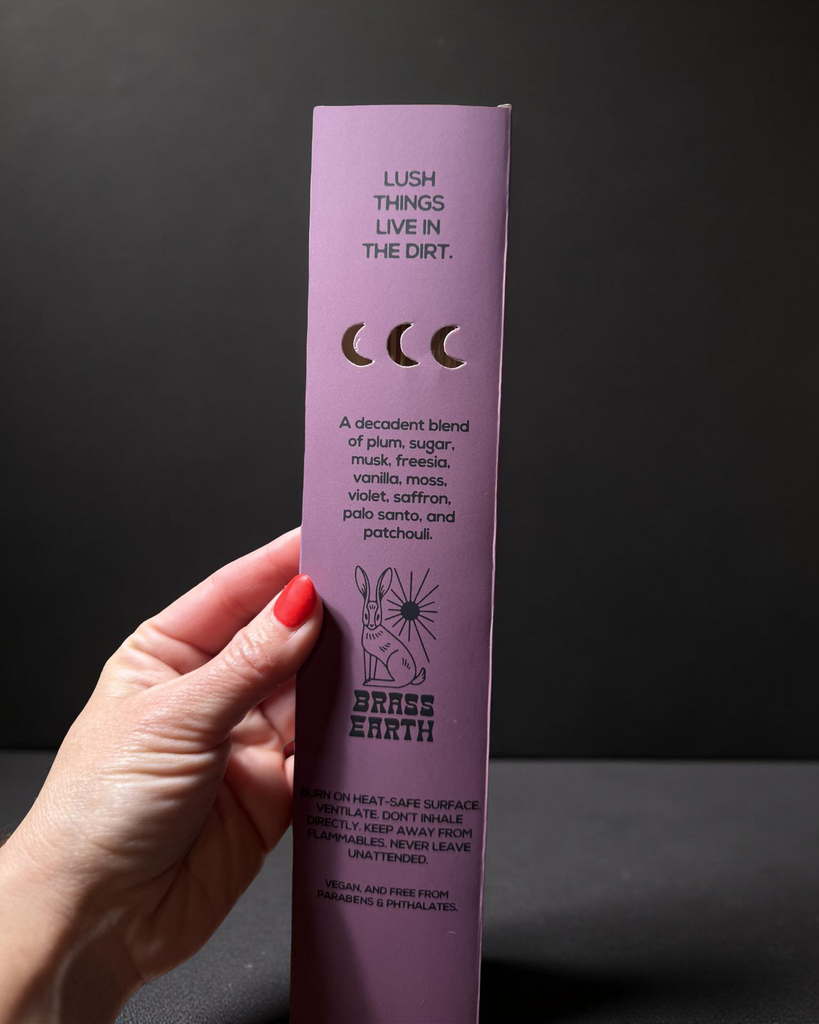 LUSH
THINGS
LIVE IN
THE DIRT.
A decadent blend
of plum, sugar,
musk, freesia,
vanilla, moss,
violet, saffron,
palo santo, and
patchouli.
BRASS
EARTH
BURN ON HEAT-SAFE SURFACE.
VENTILATE. DON'T INHALE
DIRECTLY. KEEP AWAY FROM
FLAMMABLES. NEVER LEAVE
UNATTENDED.
VEGAN, AND FREE FROM
PARABENS & PHTHALATES.